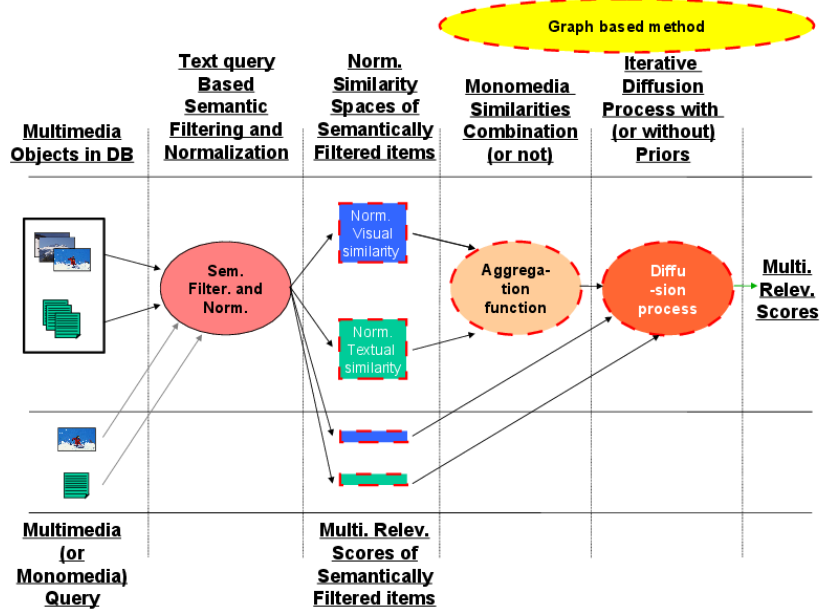 Graph based method
Multimedia
Objects in DB
Text query
Based
Semantic
Filtering and
Normalization
Norm.
Similarity
Spaces of
Semantically
Filtered items
Monomedia
Similarities
Combination
(or not)
Iterative
Diffusion
Process with
(or without)
Priors
Sem.
Filter. and
Norm.
Norm.
Visual
similarity
Norm.
Textual
similarity
Aggrega-
tion
function
Diffu
-sion
process
Multi.
Relev.
Scores
Multimedia
(or
Monomedia)
Query
Multi. Relev.
Scores of
Semantically
Filtered items